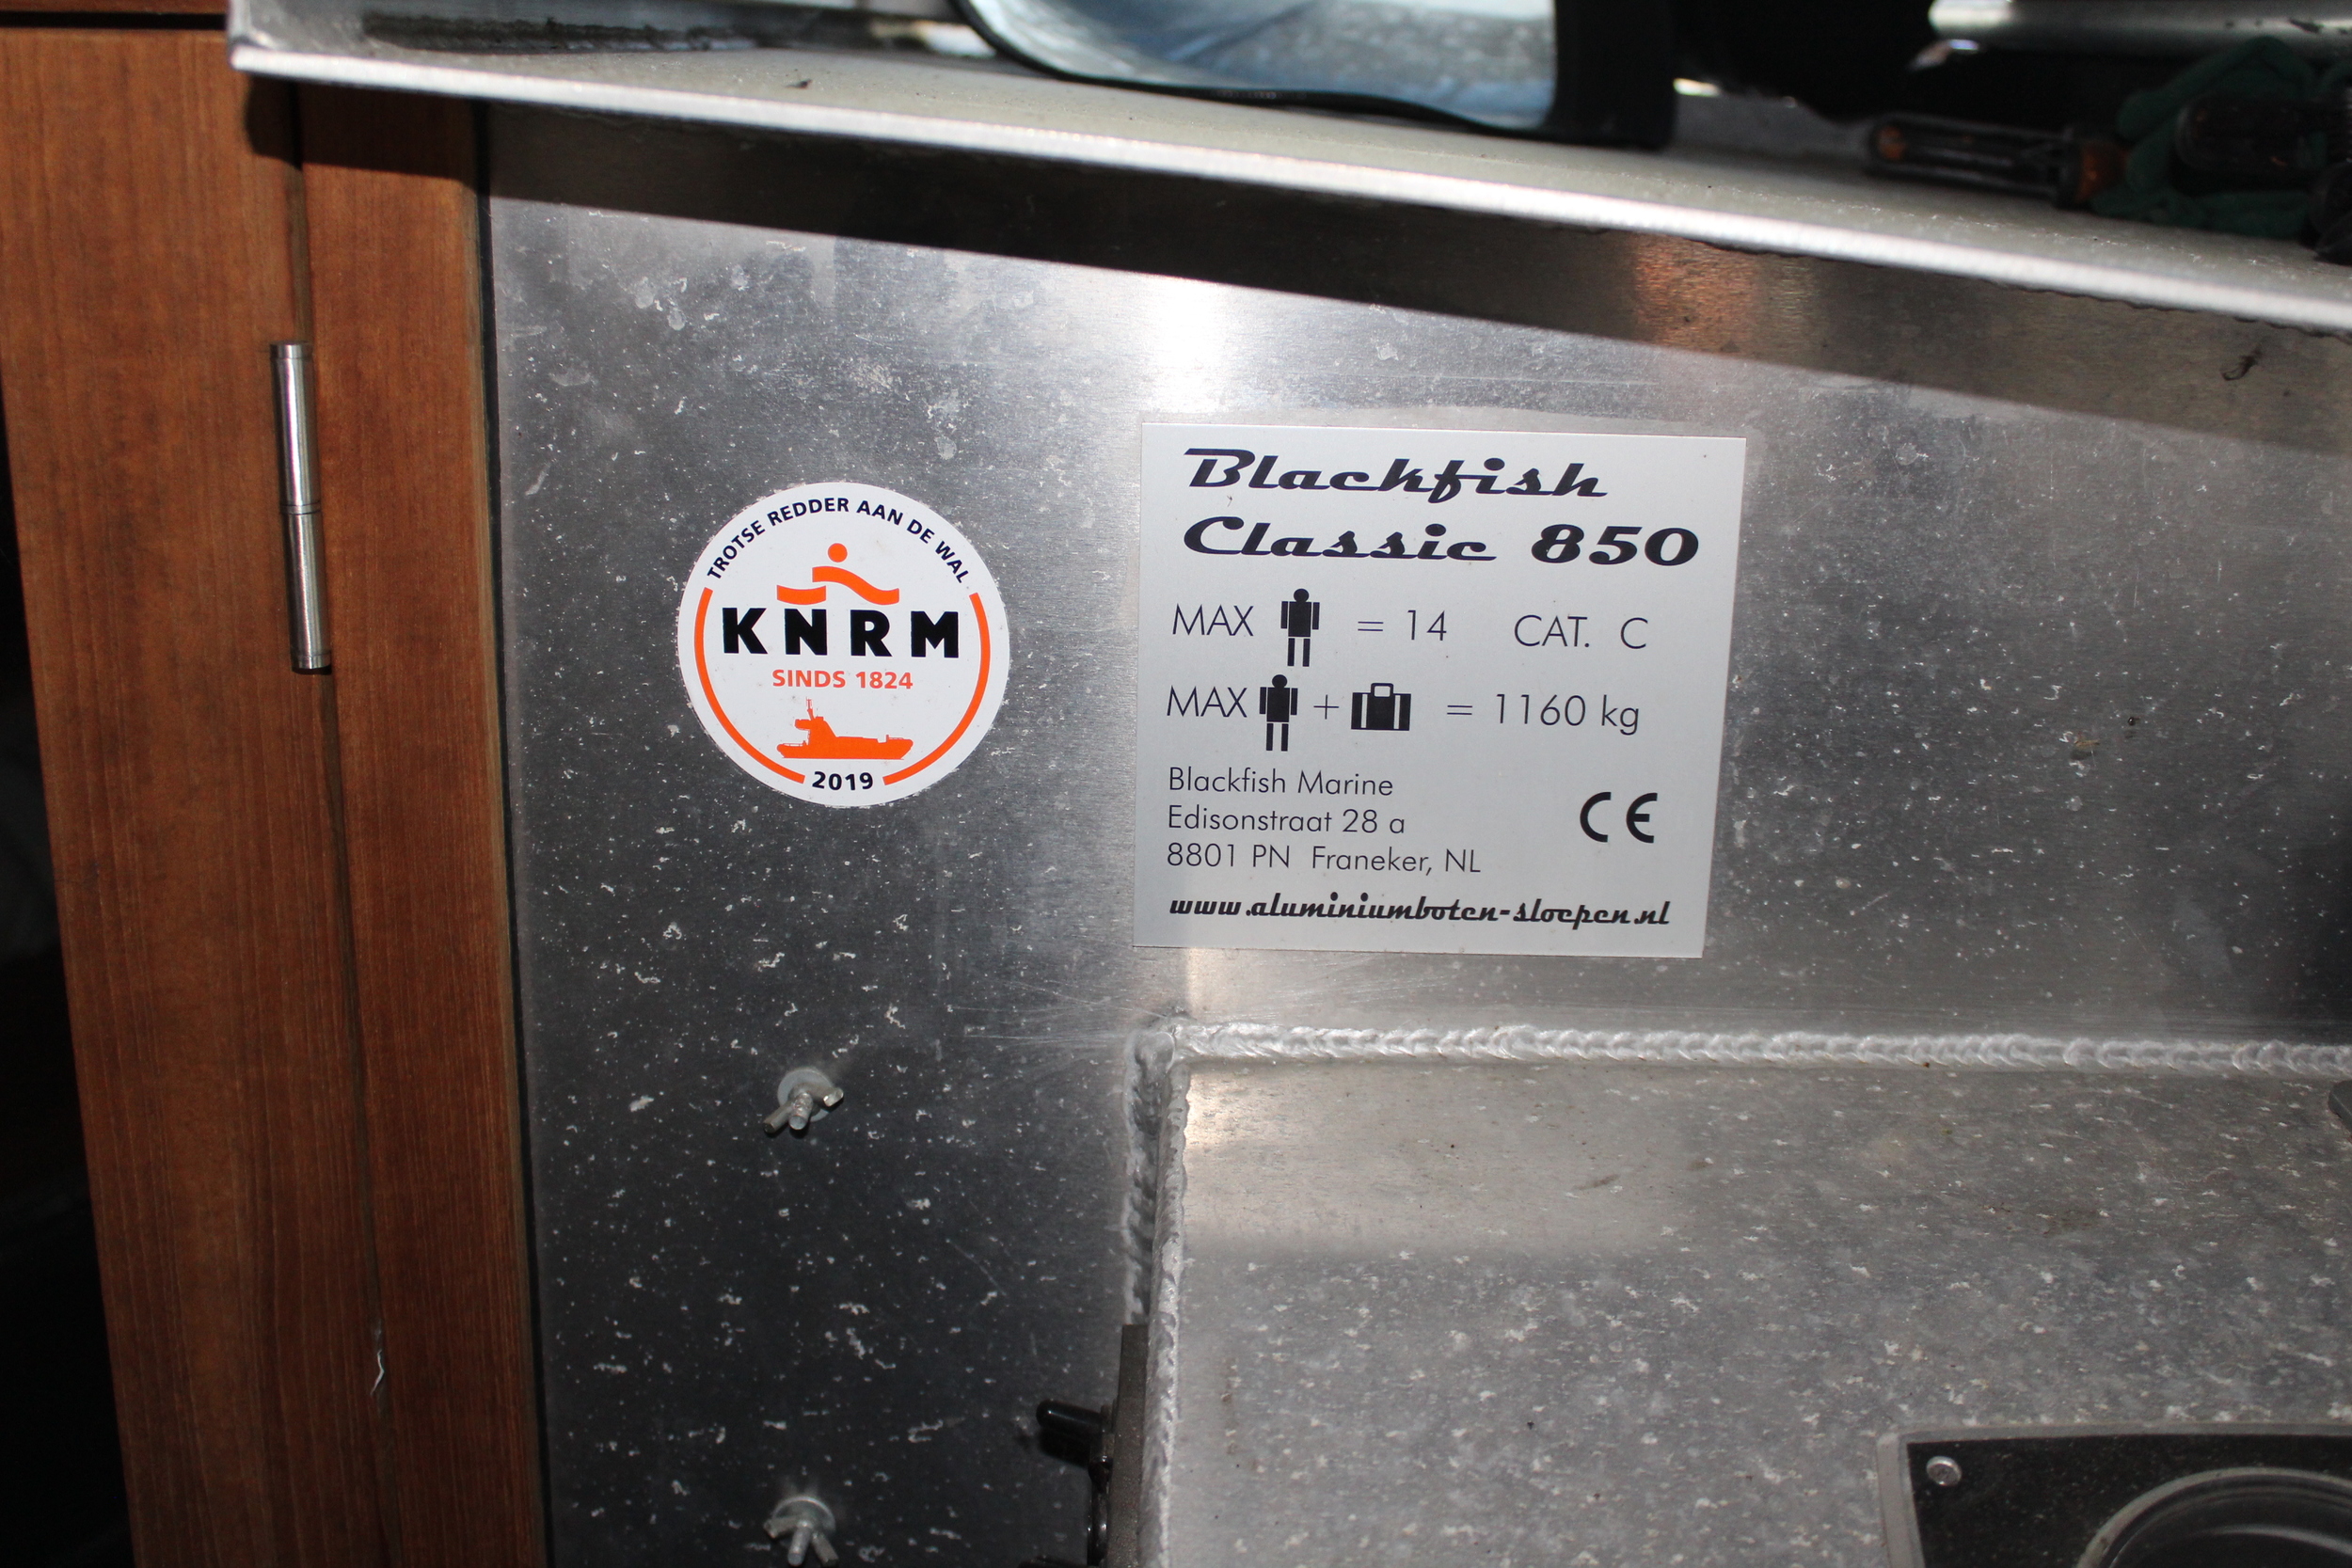 TROTSE REDDER AAN DE WAL
KNRM
SINDS 1824
2019
Blackfish
Classic 850
MAX = 14 CAT. C
MAX + = 1160 kg
Blackfish Marine
Edisonstraat 28 a
8801 PN Franeker, NL
CE
www.aluminiumboten-sloepen.nl